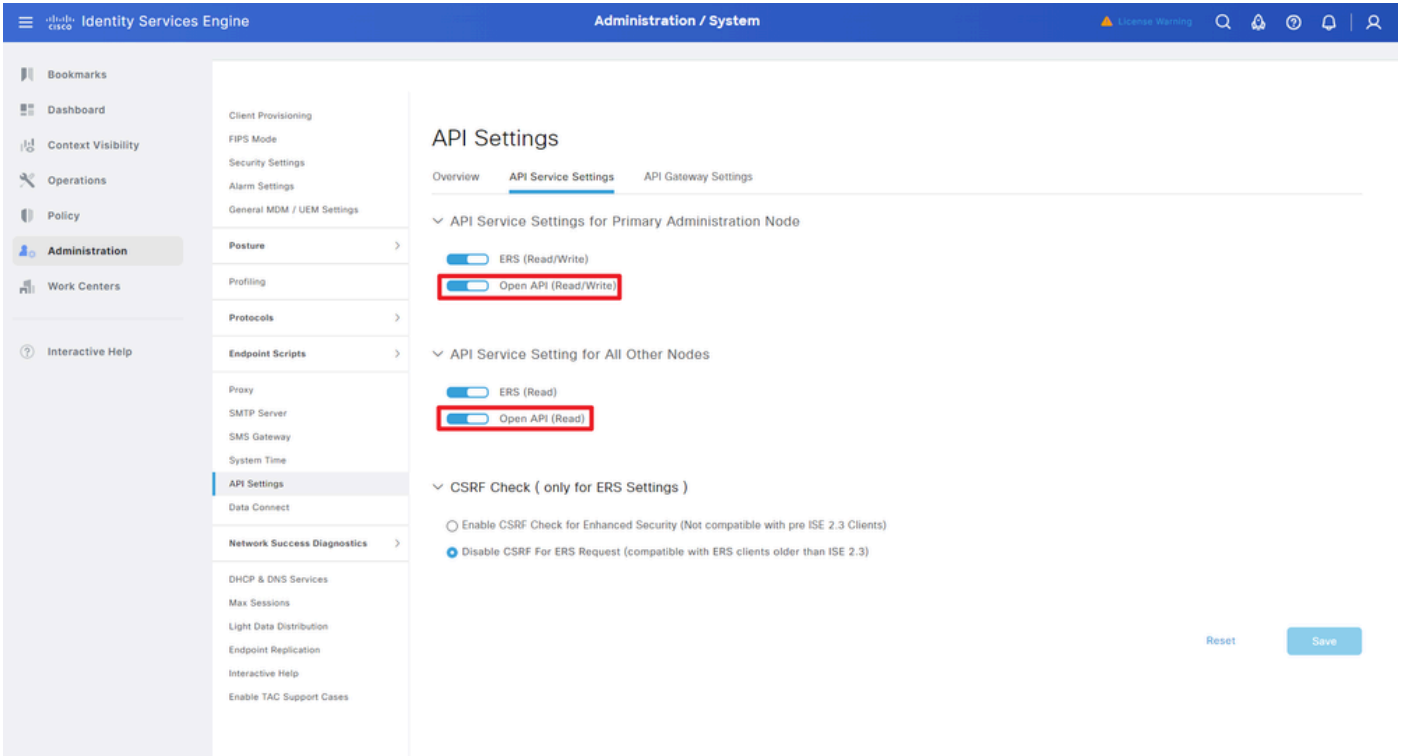 cisco Identity Services Engine
Administration / System
License Warning
Bookmarks
Dashboard
Context Visibility
Operations
Policy
Administration
Work Centers
Interactive Help
Client Provisioning
FIPS Mode
Security Settings
Alarm Settings
General MDM / UEM Settings
Posture
Profiling
Protocols
Endpoint Scripts
Proxy
SMTP Server
SMS Gateway
System Time
API Settings
Data Connect
Network Success Diagnostics
DHCP & DNS Services
Max Sessions
Light Data Distribution
Endpoint Replication
Interactive Help
Enable TAC Support Cases
API Settings
Overview API Service Settings API Gateway Settings
API Service Settings for Primary Administration Node
ERS (Read/Write)
Open API (Read/Write)
API Service Setting for All Other Nodes
ERS (Read)
Open API (Read)
CSRF Check ( only for ERS Settings )
Enable CSRF Check for Enhanced Security (Not compatible with pre ISE 2.3 Clients)
Disable CSRF For ERS Request (compatible with ERS clients older than ISE 2.3)
Reset Save